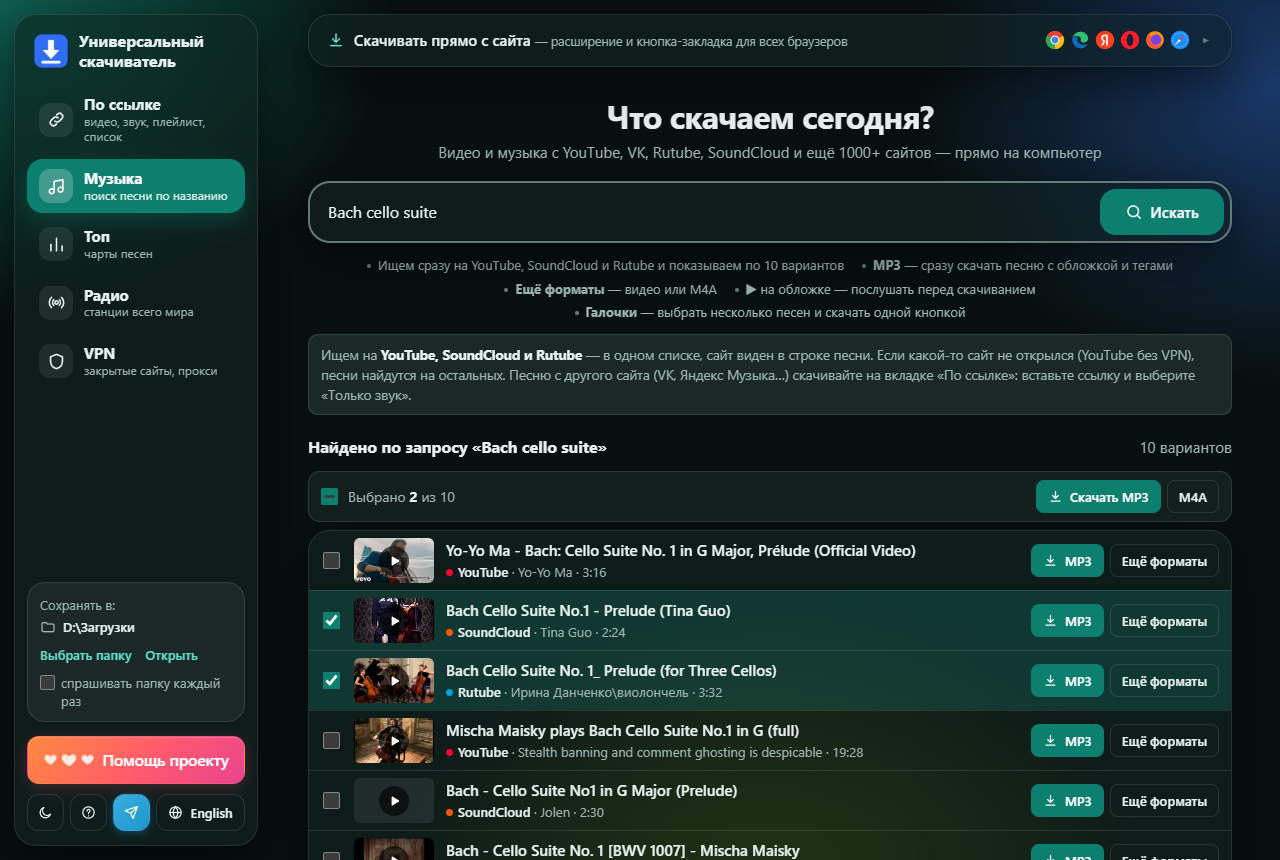 Универсальный
скачиватель
По ссылке
видео, звук, плейлист,
список
Музыка
поиск песни по названию
Топ
чарты песен
Радио
станции всего мира
VPN
закрытые сайты, прокси
Сохранять в:
D:\Загрузки
Выбрать папку Открыть
спрашивать папку каждый
раз
Помощь проекту
English
Скачивать прямо с сайта — расширение и кнопка-закладка для всех браузеров
Что скачаем сегодня?
Видео и музыка с YouTube, VK, Rutube, SoundCloud и ещё 1000+ сайтов — прямо на компьютер
Bach cello suite
Искать
• Ищем сразу на YouTube, SoundCloud и Rutube и показываем по 10 вариантов • MP3 — сразу скачать песню с обложкой и тегами
• Ещё форматы — видео или M4A • ▶ на обложке — послушать перед скачиванием
• Галочки — выбрать несколько песен и скачать одной кнопкой
Ищем на YouTube, SoundCloud и Rutube — в одном списке, сайт виден в строке песни. Если какой-то сайт не открылся (YouTube без VPN),
песни найдутся на остальных. Песню с другого сайта (VK, Яндекс Музыка...) скачивайте на вкладке «По ссылке»: вставьте ссылку и выберите
«Только звук».
Найдено по запросу «Bach cello suite» 10 вариантов
Выбрано 2 из 10 Скачать MP3 M4A
Yo-Yo Ma - Bach: Cello Suite No. 1 in G Major, Prélude (Official Video)
YouTube · Yo-Yo Ma · 3:16
vevo
MP3 Ещё форматы
Bach Cello Suite No.1 - Prelude (Tina Guo)
SoundCloud · Tina Guo · 2:24
MP3 Ещё форматы
Bach Cello Suite No. 1_ Prelude (for Three Cellos)
Rutube · Ирина Данченко\виолончель · 3:32
MP3 Ещё форматы
Mischa Maisky plays Bach Cello Suite No.1 in G (full)
YouTube · Stealth banning and comment ghosting is despicable · 19:28
MP3 Ещё форматы
Bach - Cello Suite No1 in G Major (Prelude)
SoundCloud · Jolen · 2:30
MP3 Ещё форматы
Bach - Cello Suite No. 1 [BWV 1007] - Mischa Maisky
MP3 Ещё форматы